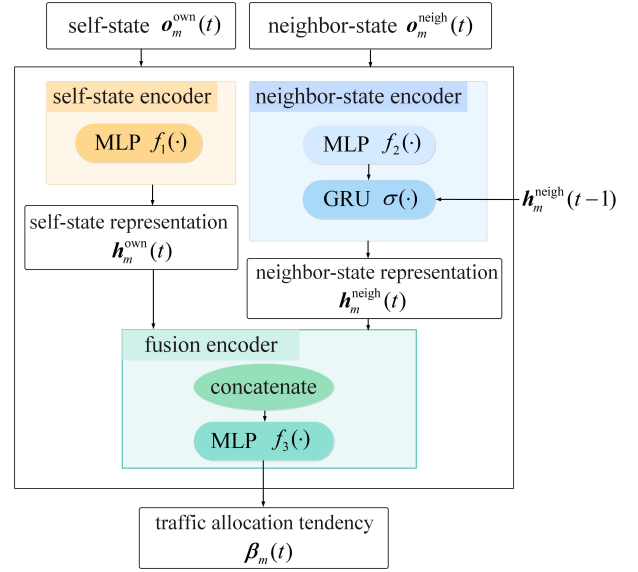 self-state o_m^own(t)
neighbor-state o_m^neigh(t)
self-state encoder
MLP f_1(·)
neighbor-state encoder
MLP f_2(·)
GRU σ(·)
h_m^neigh(t−1)
self-state representation
h_m^own(t)
neighbor-state representation
h_m^neigh(t)
fusion encoder
concatenate
MLP f_3(·)
traffic allocation tendency
β_m(t)